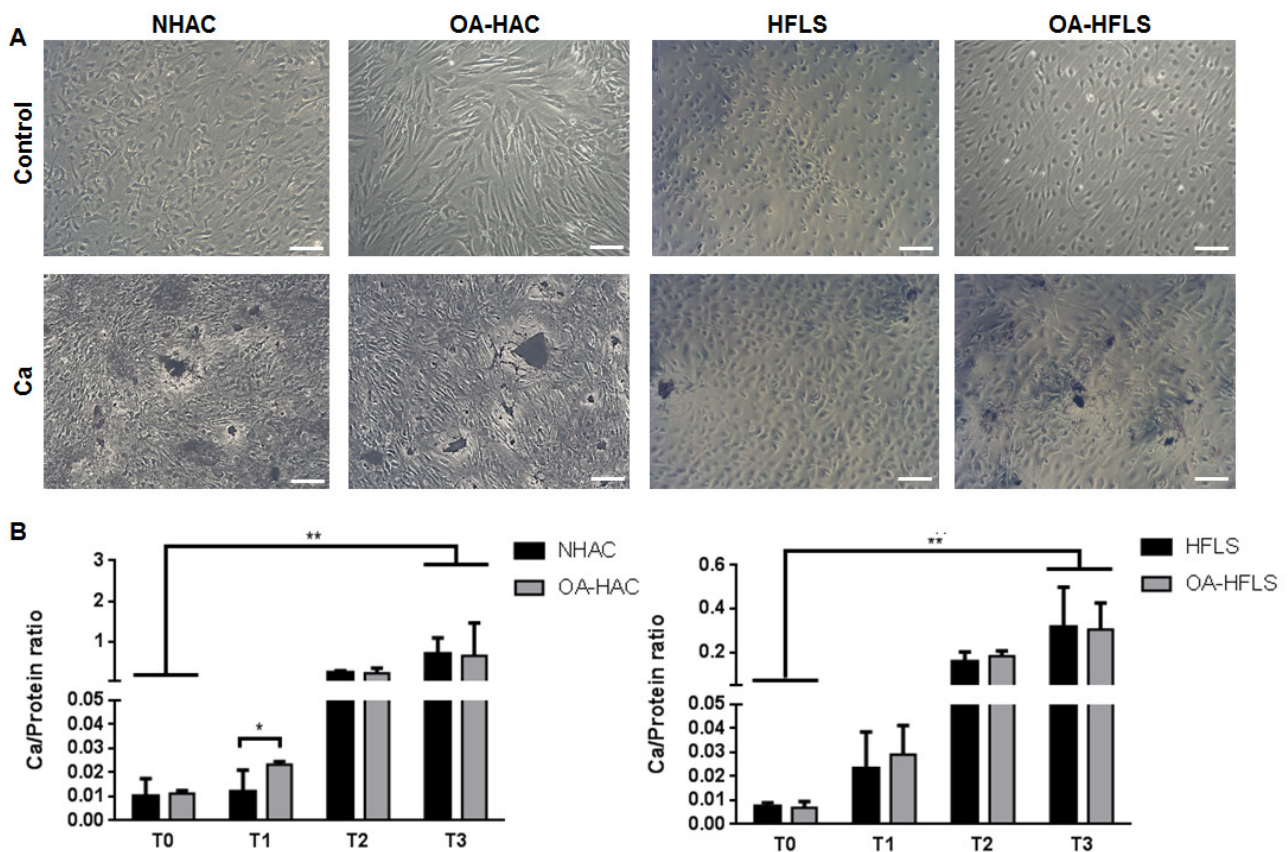 NHAC OA-HAC HFLS OA-HFLS
A
Control
Ca
B
**
NHAC
OA-HAC
Ca/Protein ratio
3
2
1
0.05
0.04
0.03
0.02
0.01
0.00
*
T0 T1 T2 T3
**
HFLS
OA-HFLS
Ca/Protein ratio
0.6
0.4
0.2
0.05
0.04
0.03
0.02
0.01
0.00
T0 T1 T2 T3